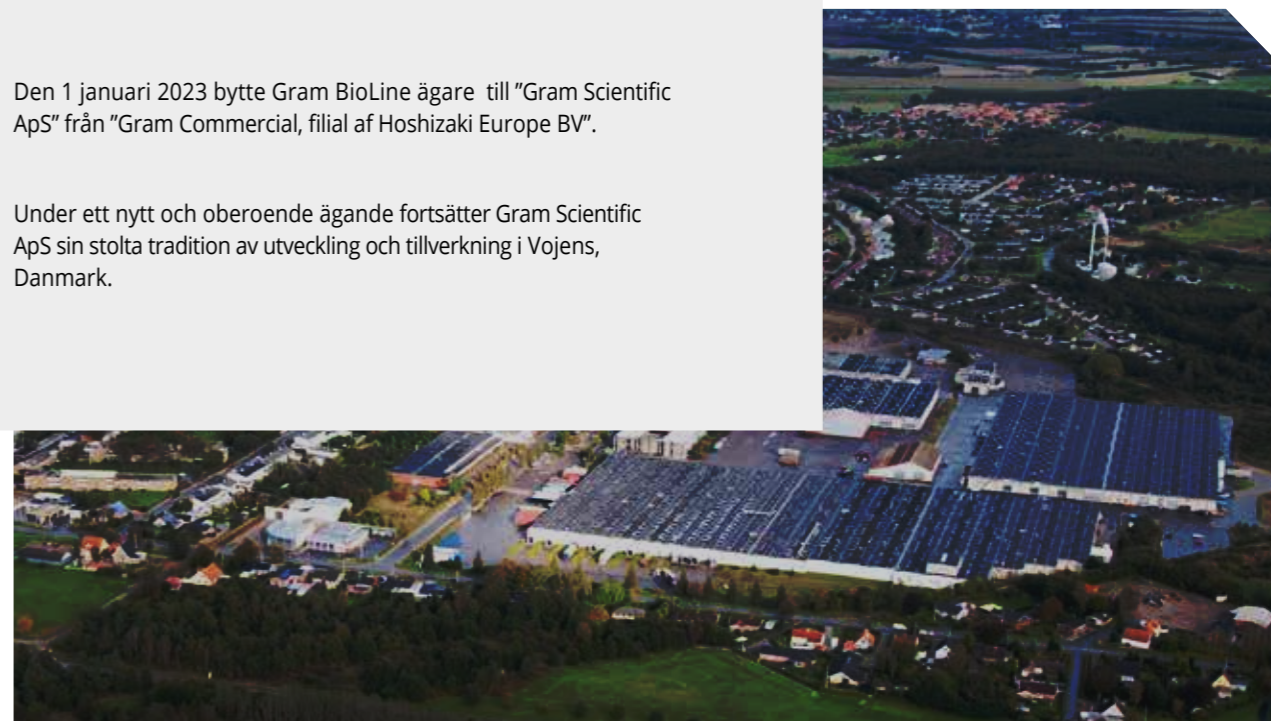 Den 1 januari 2023 bytte Gram BioLine ägare  till ”Gram Scientific
ApS” från ”Gram Commercial, filial af Hoshizaki Europe BV”.
Under ett nytt och oberoende ägande fortsätter Gram Scientific
ApS sin stolta tradition av utveckling och tillverkning i Vojens,
Danmark.